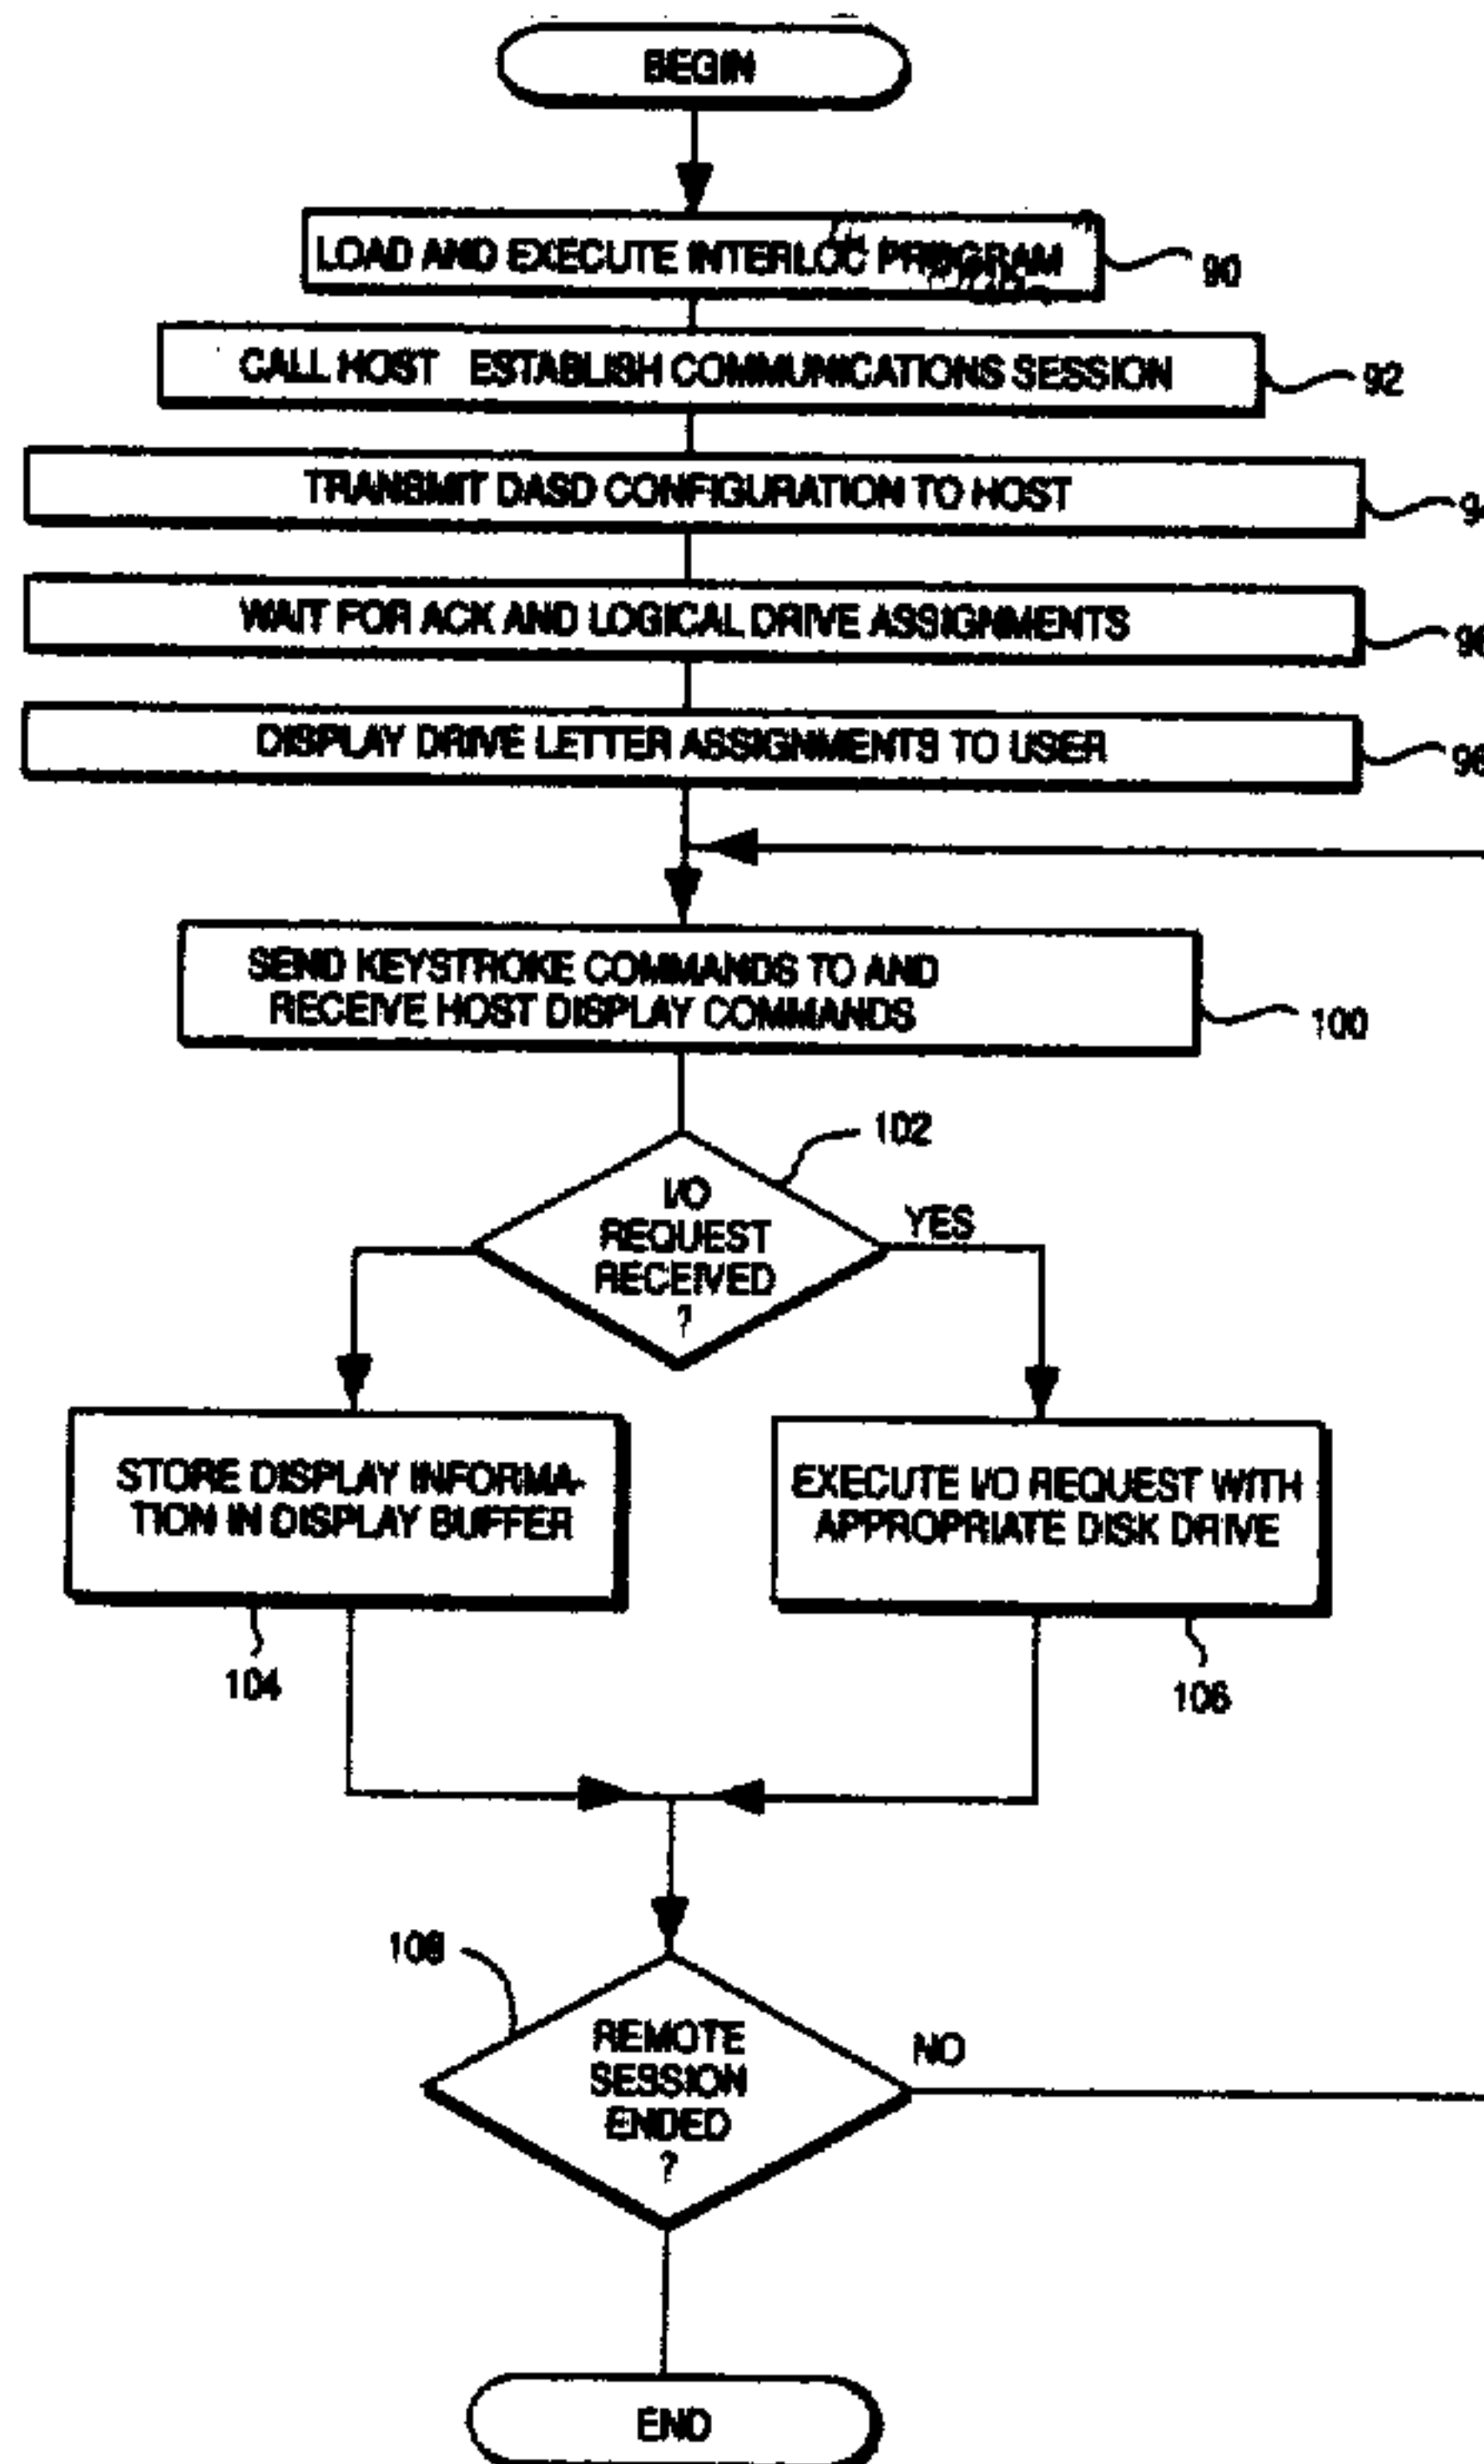 BEGIN
LOAD AND EXECUTE INTERLOC PROGRAM
90
CALL HOST ESTABLISH COMMUNICATIONS SESSION
92
TRANSMIT DASD CONFIGURATION TO HOST
WAIT FOR ACK AND LOGICAL DRIVE ASSIGNMENTS
DISPLAY DRIVE LETTER ASSIGNMENTS TO USER
SEND KEYSTROKE COMMANDS TO AND
RECEIVE HOST DISPLAY COMMANDS
100
102
I/O
REQUEST
RECEIVED
?
YES
STORE DISPLAY INFORMA-
TION IN DISPLAY BUFFER
EXECUTE I/O REQUEST WITH
APPROPRIATE DISK DRIVE
104
106
108
REMOTE
SESSION
ENDED
?
NO
END